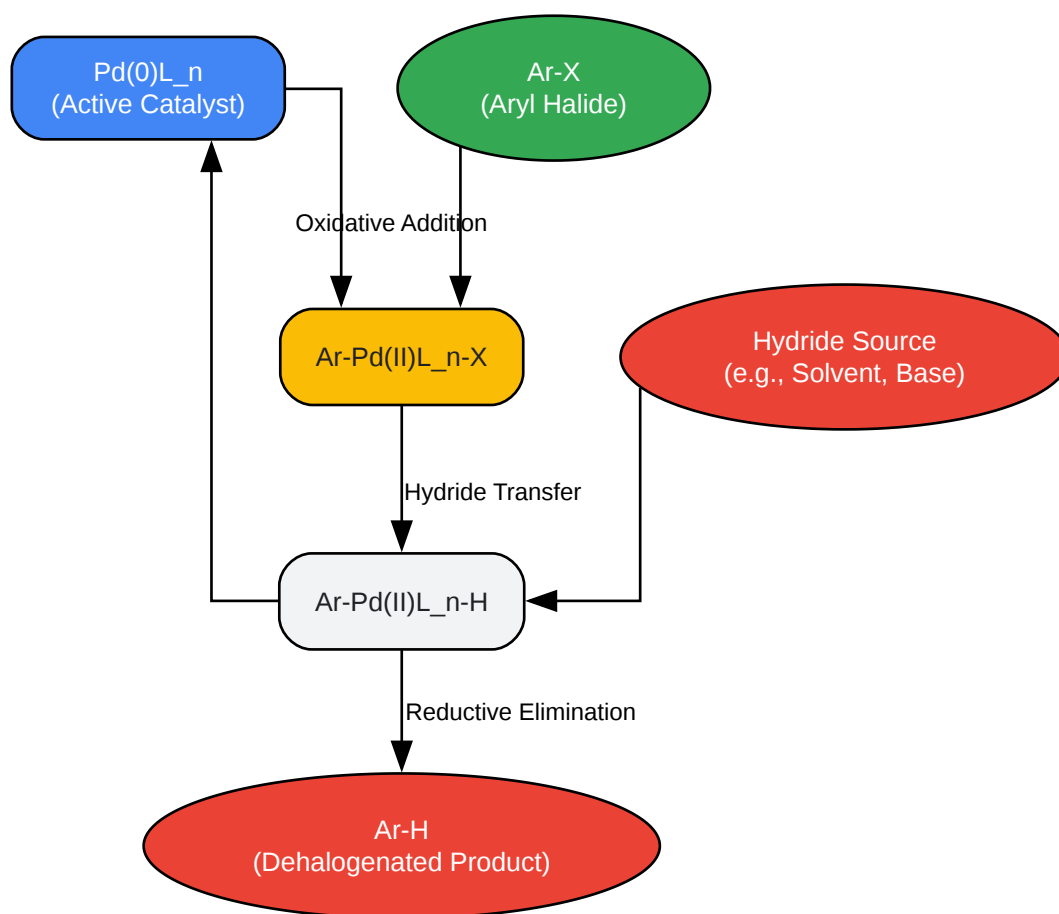 Pd(0)L_n
(Active Catalyst)
Ar-X
(Aryl Halide)
Oxidative Addition
Ar-Pd(II)L_n-X
Hydride Source
(e.g., Solvent, Base)
Hydride Transfer
Ar-Pd(II)L_n-H
Reductive Elimination
Ar-H
(Dehalogenated Product)